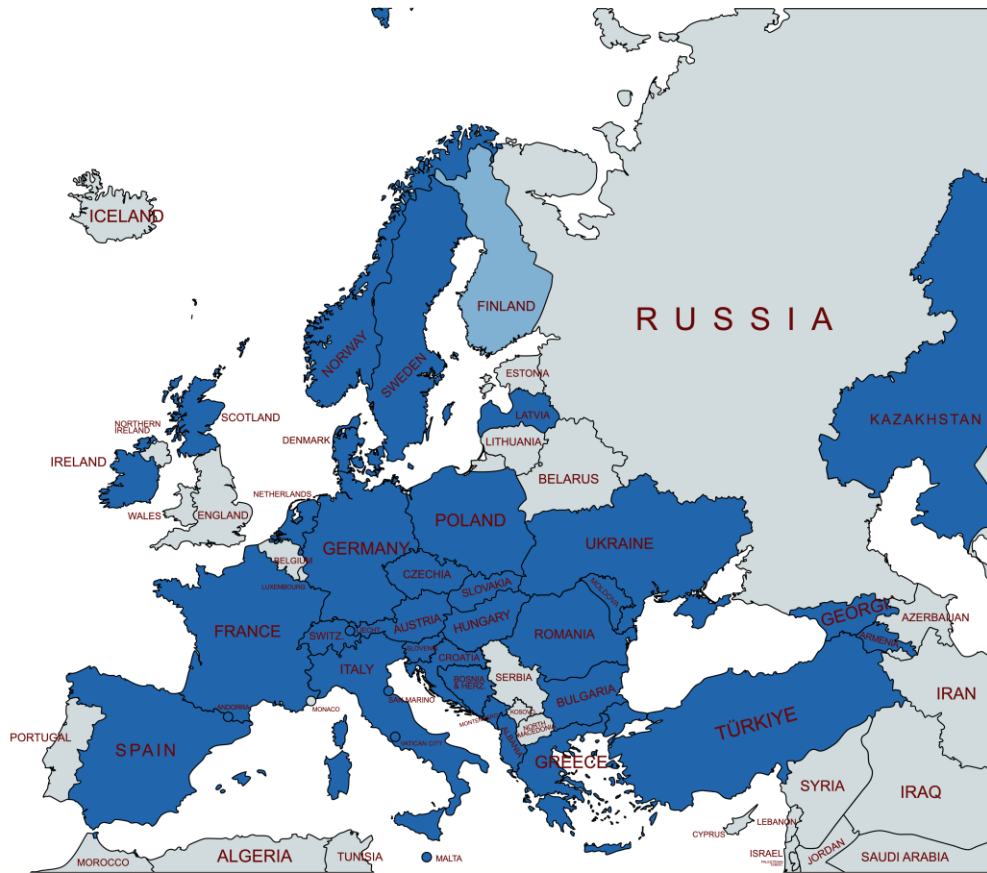 ICELAND
FINLAND
RUSSIA
NORWAY
SWEDEN
ESTONIA
SCOTLAND
LATVIA
KAZAKHSTAN
NORTHERN
IRELAND
DENMARK
LITHUANIA
IRELAND
BELARUS
NETHERLANDS
WALES
ENGLAND
POLAND
GERMANY
UKRAINE
BELGIUM
CZECHIA
LUXEMBOURG
SLOVAKIA
MOLDOVA
GEORGIA
AZERBAIJAN
FRANCE
SWITZ.
LIECHT.
AUSTRIA
HUNGARY
ROMANIA
ARMENIA
SLOVENIA
CROATIA
ITALY
BOSNIA
& HERZ.
SERBIA
IRAN
SAN MARINO
BULGARIA
ANDORRA
MONACO
MONTENEGRO
KOSOVO
NORTH
MACEDONIA
TÜRKIYE
PORTUGAL
SPAIN
VATICAN CITY
ALBANIA
GREECE
SYRIA
IRAQ
LEBANON
CYPRUS
ISRAEL
JORDAN
SAUDI ARABIA
MOROCCO
ALGERIA
TUNISIA
MALTA